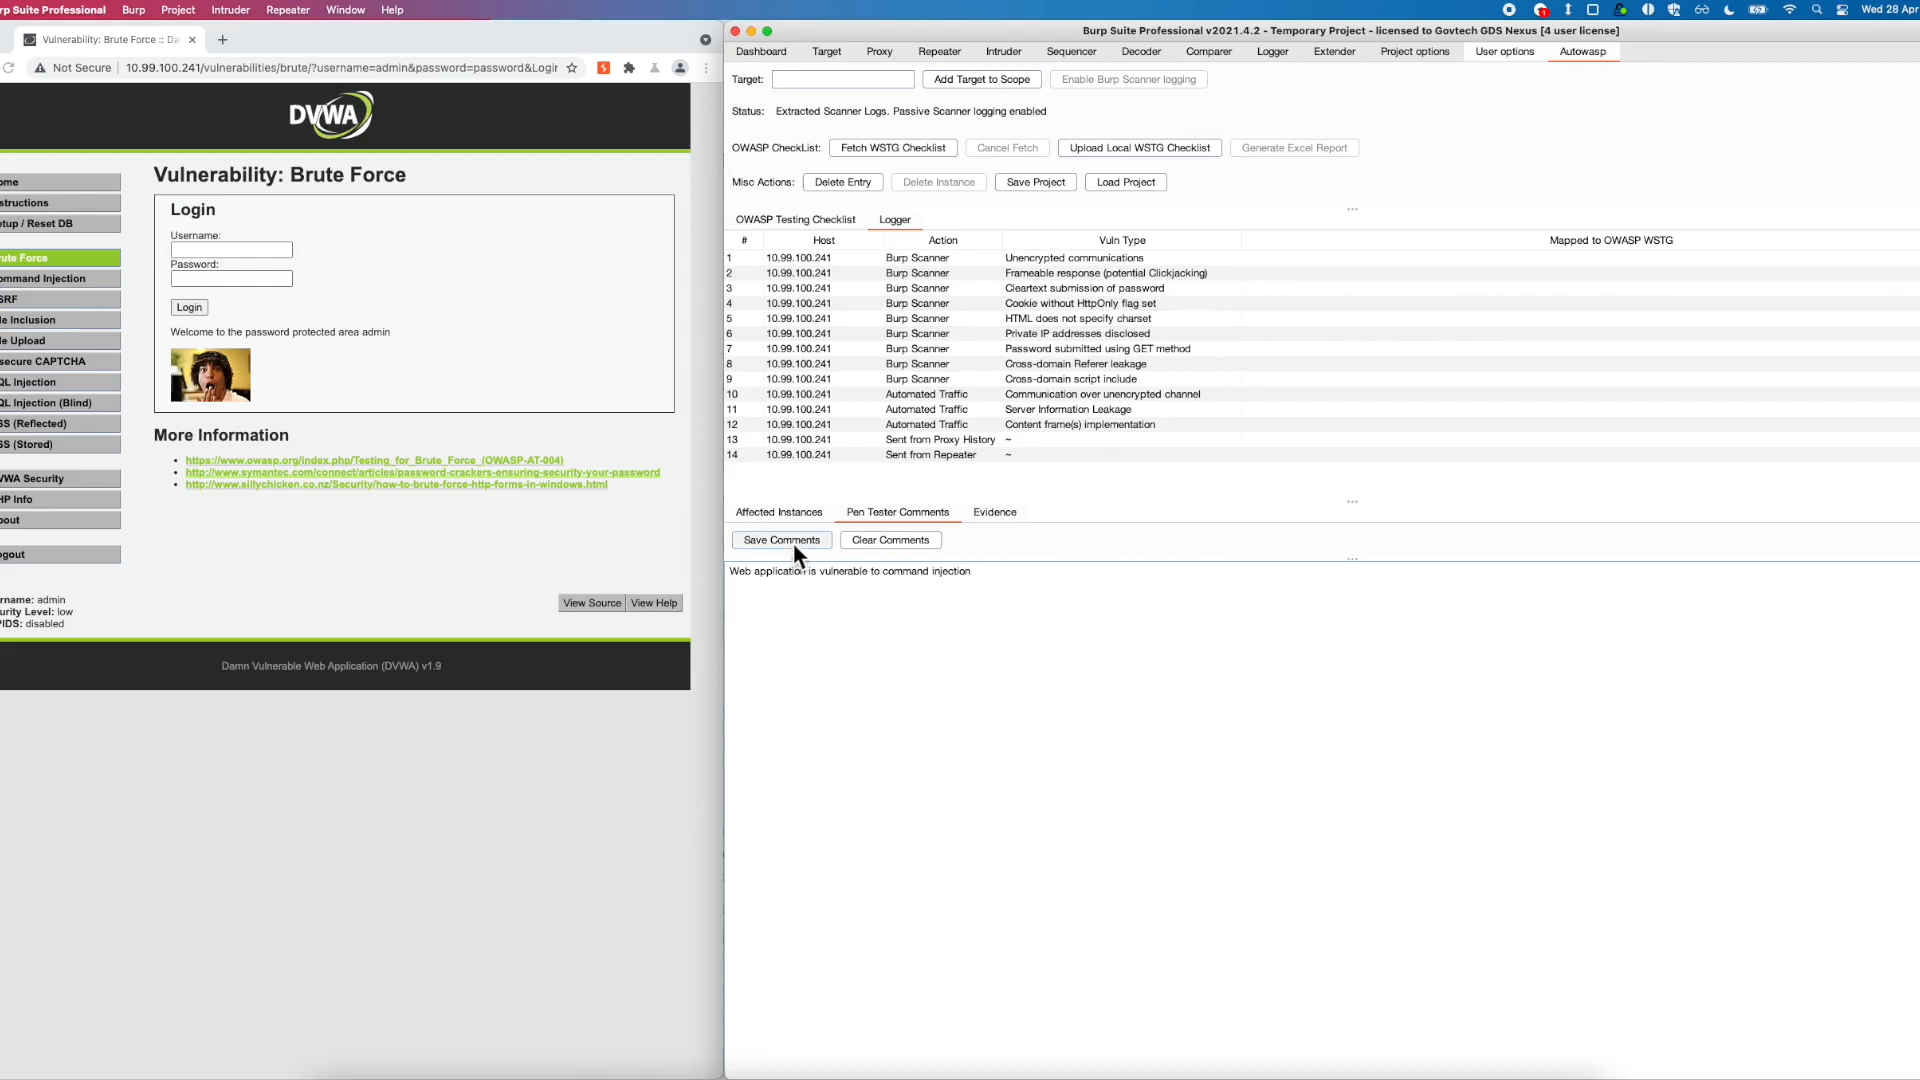 rp Suite Professional Burp Project Intruder Repeater Window Help
Wed 28 Apr
Vulnerability: Brute Force :: Da
Not Secure 10.99.100.241/vulnerabilities/brute/?username=admin&password=password&Login
DVWA
ome
structions
etup / Reset DB
rute Force
ommand Injection
SRF
le Inclusion
le Upload
secure CAPTCHA
QL Injection
QL Injection (Blind)
SS (Reflected)
SS (Stored)
VWA Security
HP Info
bout
ogout
Vulnerability: Brute Force
Login
Username:
Password:
Login
Welcome to the password protected area admin
More Information
https://www.owasp.org/index.php/Testing_for_Brute_Force_(OWASP-AT-004)
http://www.symantec.com/connect/articles/password-crackers-ensuring-security-your-password
http://www.sillychicken.co.nz/Security/how-to-brute-force-http-forms-in-windows.html
rname: admin
urity Level: low
PIDS: disabled
View Source View Help
Damn Vulnerable Web Application (DVWA) v1.9
Burp Suite Professional v2021.4.2 - Temporary Project - licensed to Govtech GDS Nexus [4 user license]
Dashboard Target Proxy Repeater Intruder Sequencer Decoder Comparer Logger Extender Project options User options Autowasp
Target: Add Target to Scope Enable Burp Scanner logging
Status: Extracted Scanner Logs. Passive Scanner logging enabled
OWASP CheckList: Fetch WSTG Checklist Cancel Fetch Upload Local WSTG Checklist Generate Excel Report
Misc Actions: Delete Entry Delete Instance Save Project Load Project
OWASP Testing Checklist Logger
# Host Action Vuln Type Mapped to OWASP WSTG
1 10.99.100.241 Burp Scanner Unencrypted communications
2 10.99.100.241 Burp Scanner Frameable response (potential Clickjacking)
3 10.99.100.241 Burp Scanner Cleartext submission of password
4 10.99.100.241 Burp Scanner Cookie without HttpOnly flag set
5 10.99.100.241 Burp Scanner HTML does not specify charset
6 10.99.100.241 Burp Scanner Private IP addresses disclosed
7 10.99.100.241 Burp Scanner Password submitted using GET method
8 10.99.100.241 Burp Scanner Cross-domain Referer leakage
9 10.99.100.241 Burp Scanner Cross-domain script include
10 10.99.100.241 Automated Traffic Communication over unencrypted channel
11 10.99.100.241 Automated Traffic Server Information Leakage
12 10.99.100.241 Automated Traffic Content frame(s) implementation
13 10.99.100.241 Sent from Proxy History ~
14 10.99.100.241 Sent from Repeater ~
Affected Instances Pen Tester Comments Evidence
Save Comments Clear Comments
Web application is vulnerable to command injection